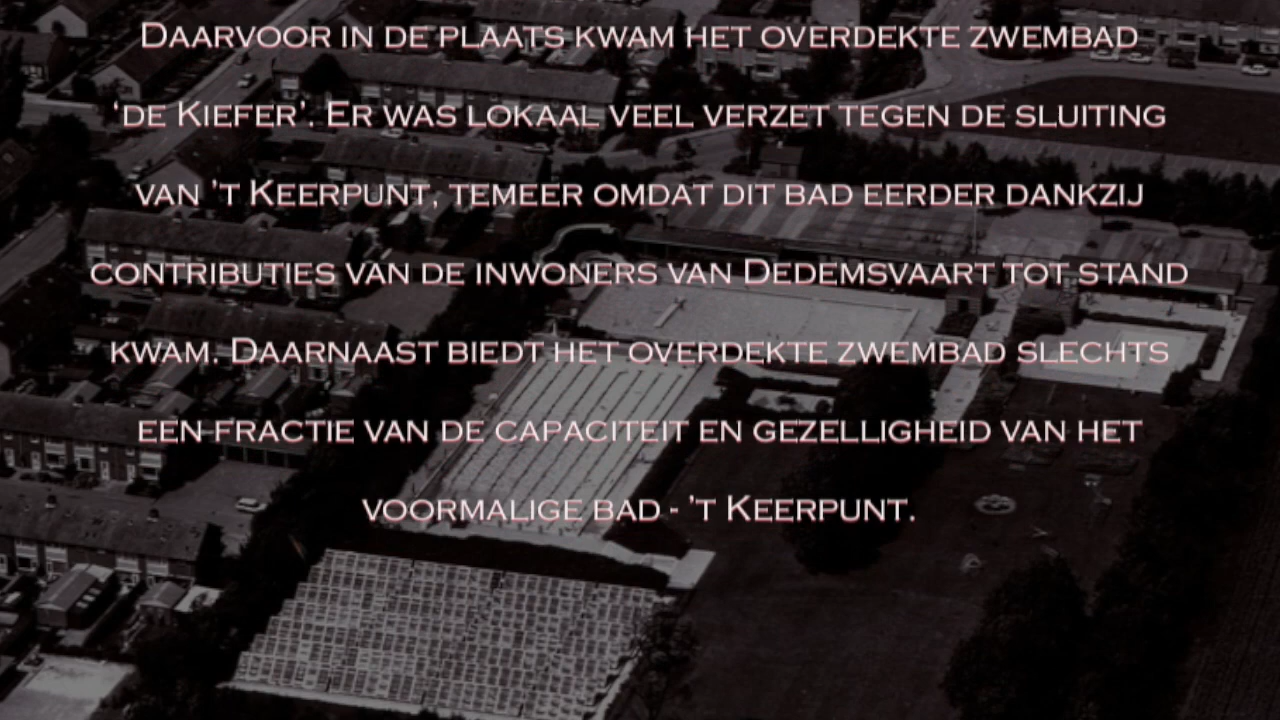 Daarvoor in de plaats kwam het overdekte zwembad
‘de Kiefer’. Er was lokaal veel verzet tegen de sluiting
van ’t Keerpunt, temeer omdat dit bad eerder dankzij
contributies van de inwoners van Dedemsvaart tot stand
kwam. Daarnaast biedt het overdekte zwembad slechts
een fractie van de capaciteit en gezelligheid van het
voormalige bad - ’t Keerpunt.